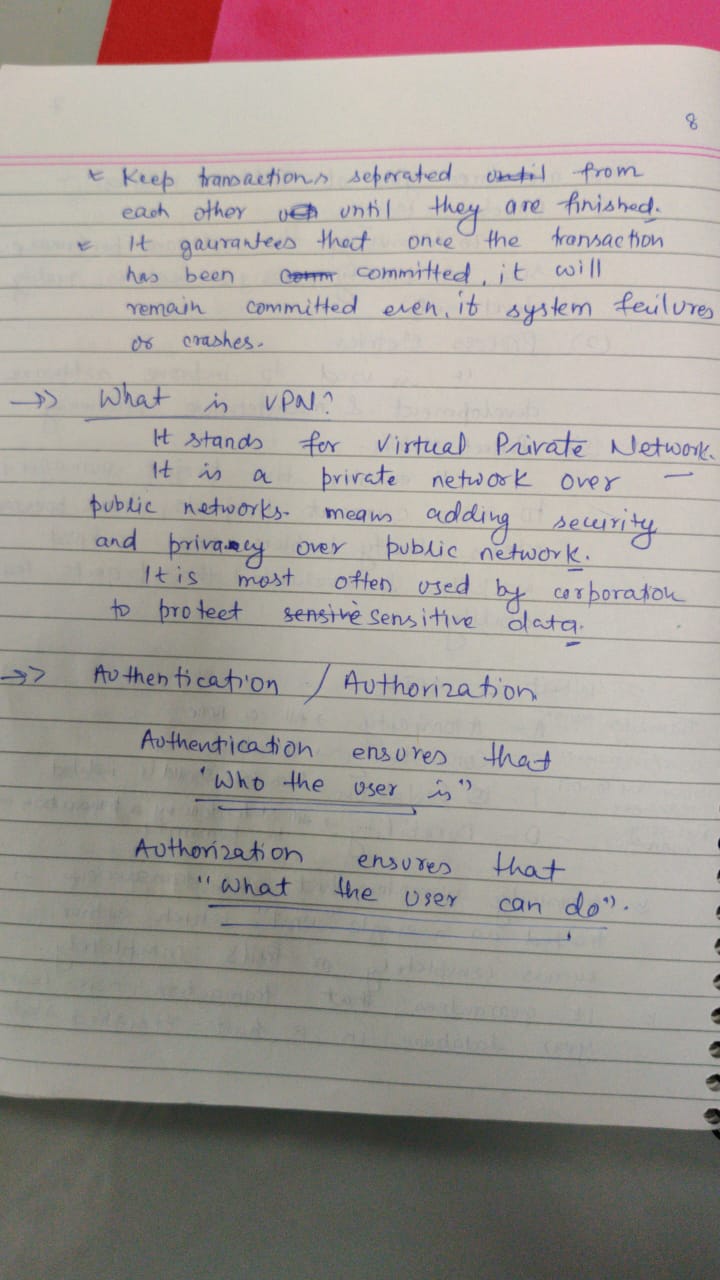 8
* Keep transactions seperated until from
each other uet until they are finished.
* It gaurantees that once the transaction
has been comm committed, it will
remain committed even, if system failures
or crashes.
->> What is VPN?
It stands for Virtual Private Network.
It is a private network over
public networks. means adding security
and privacy over public network.
It is most often used by corporation
to protect sensive sensitive data.
->> Authentication / Authorization
Authentication ensures that
"Who the user is"
Authorization ensures that
"What the user can do".